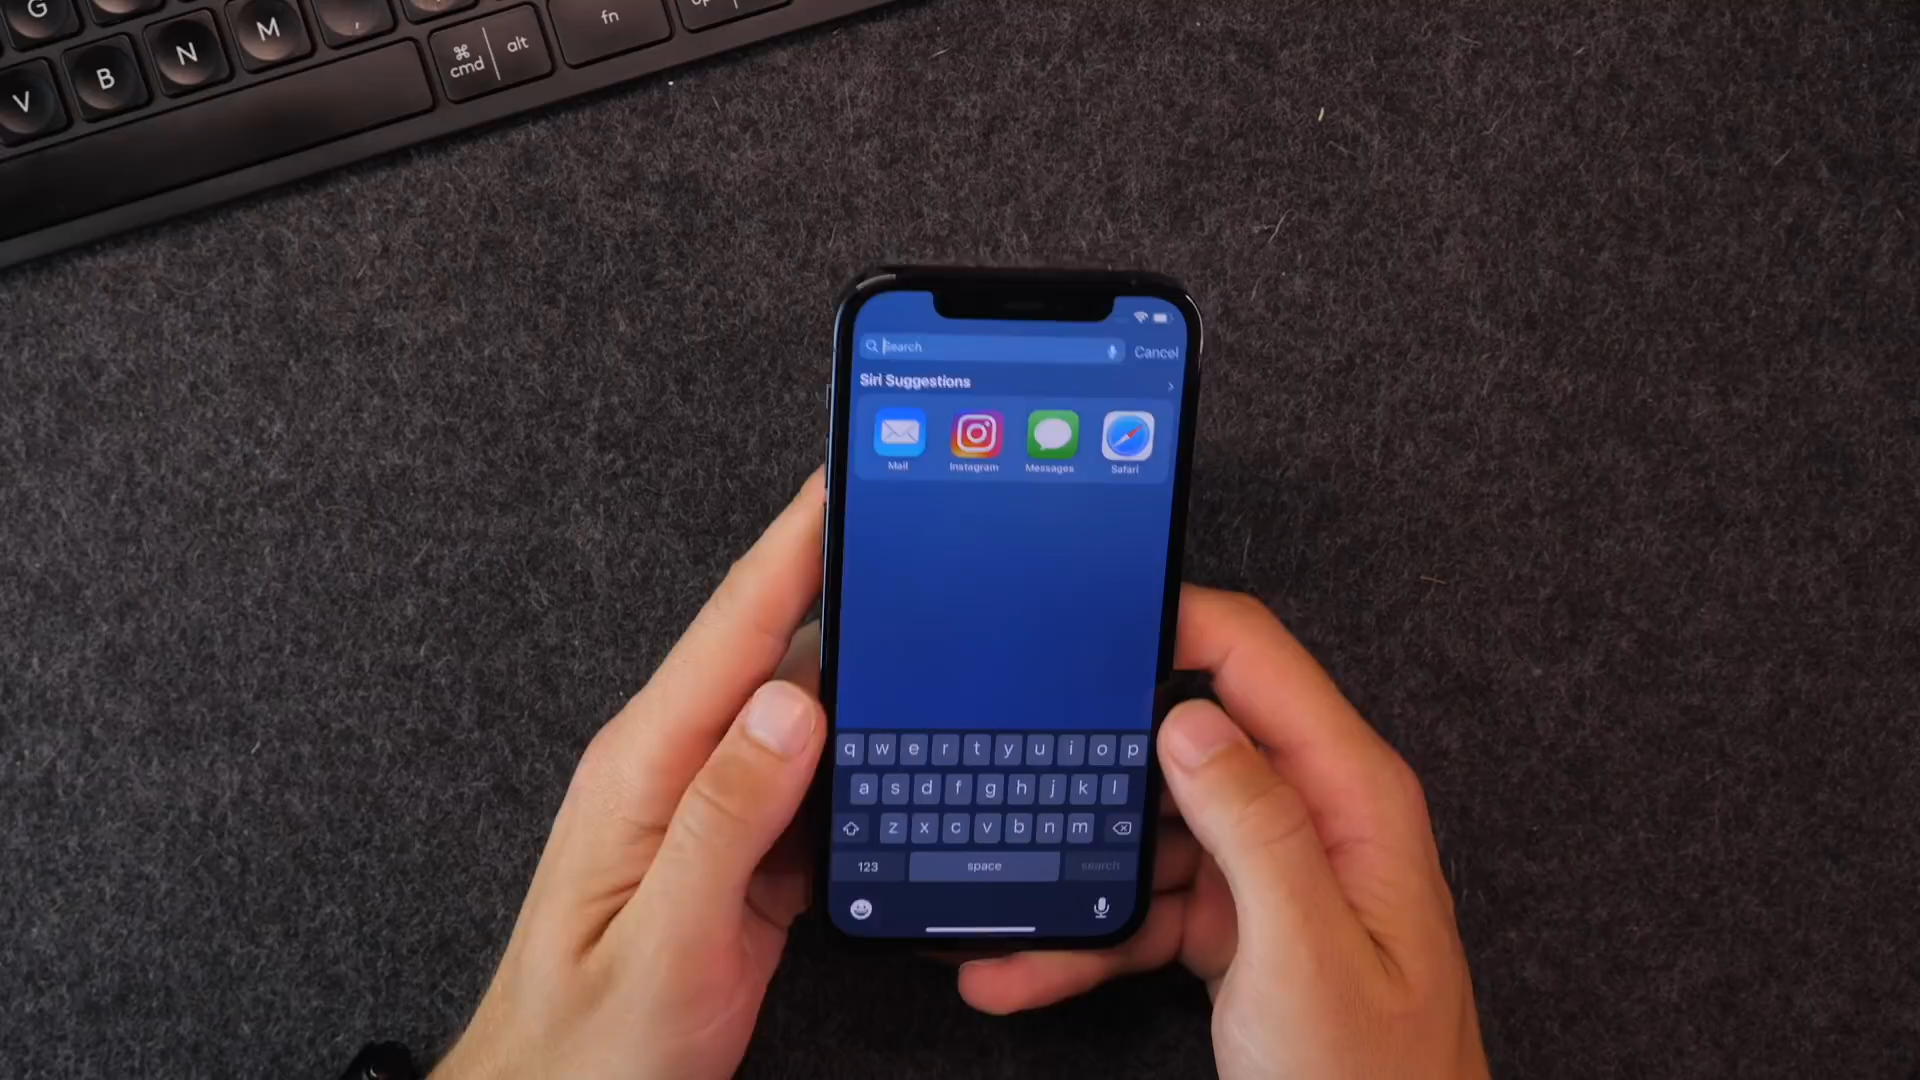 G
V B N M ,
⌘ cmd alt fn
Search Cancel
Siri Suggestions
Mail Instagram Messages Safari
q w e r t y u i o p
a s d f g h j k l
z x c v b n m
123 space search